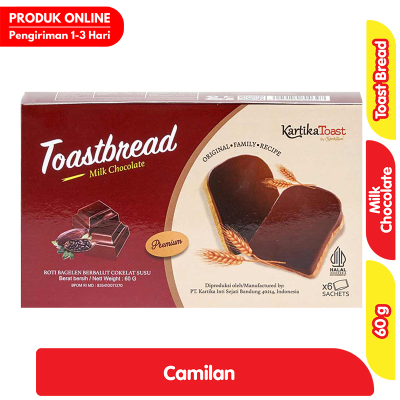 PRODUK ONLINE
Pengiriman 1-3 Hari
Toast Bread
Milk Chocolate
60 g
Toastbread
Milk Chocolate
KartikaToast
ORIGINAL • FAMILY • RECIPE
Premium
ROTI BAGELEN BERBALUT COKELAT SUSU
Berat bersih / Nett Weight : 60 G
Diproduksi oleh/Manufactured by:
PT. Kartika Inti Sejati Bandung 40214, Indonesia
HALAL
x6
SACHETS
Camilan